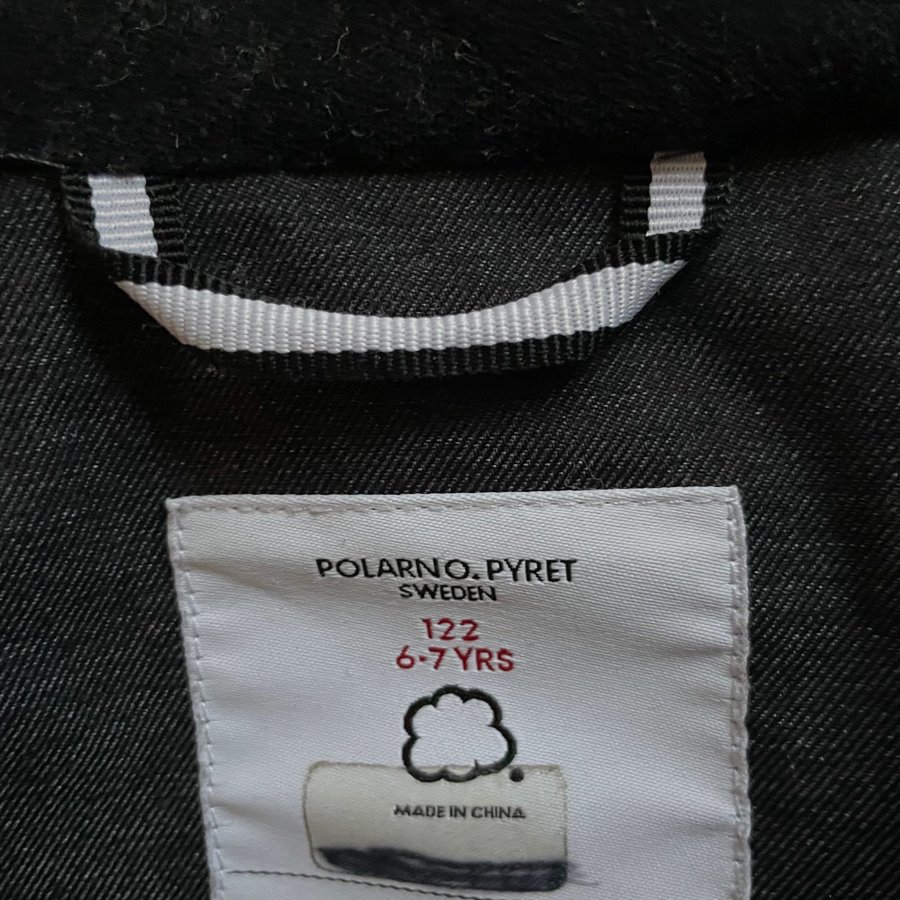 POLARN O. PYRET
SWEDEN
122
6-7 YRS
MADE IN CHINA